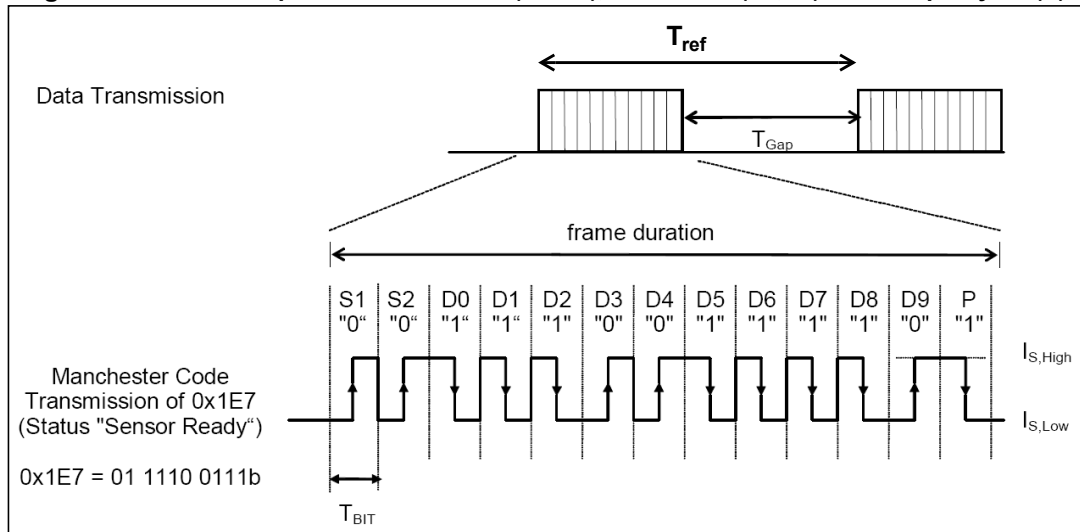 T_ref
Data Transmission
T_Gap
frame duration
S1 S2 D0 D1 D2 D3 D4 D5 D6 D7 D8 D9 P
"0“ "0“ "1“ "1“ "1" "0" "0" "1" "1" "1" "1" "0" "1"
I_S,High
Manchester Code
Transmission of 0x1E7
(Status "Sensor Ready“)
I_S,Low
0x1E7 = 01 1110 0111b
T_BIT